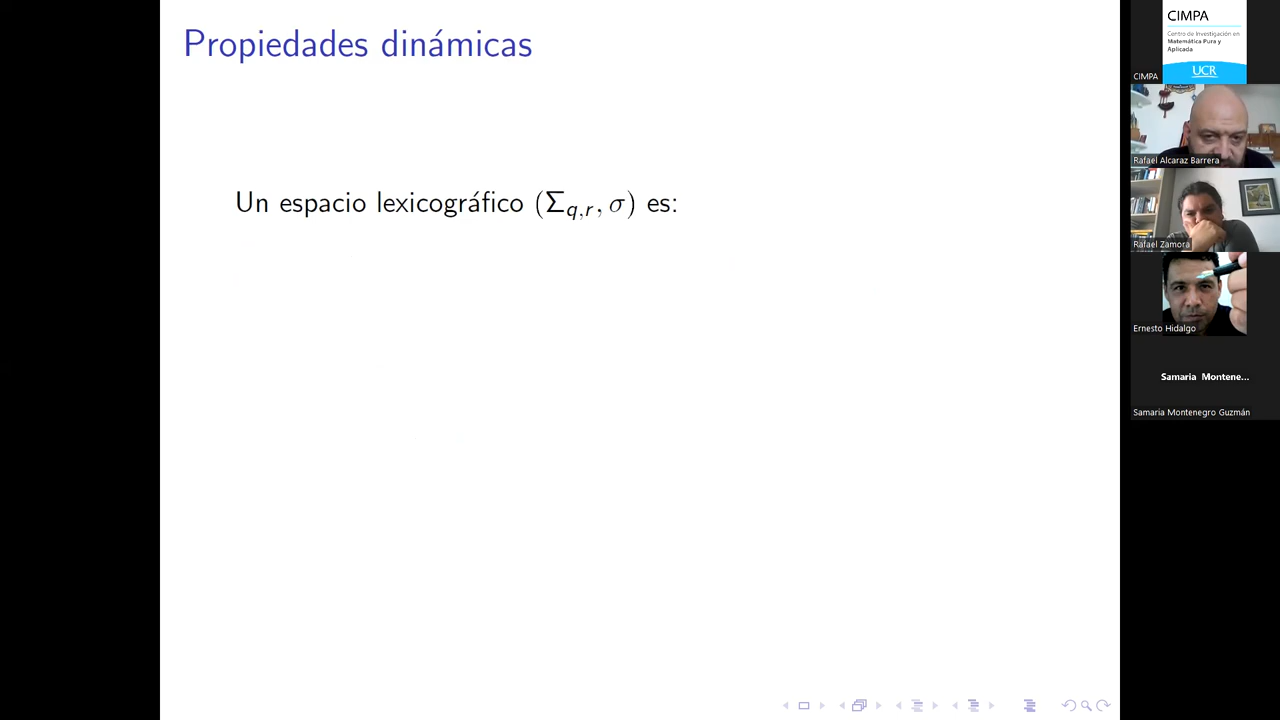 Propiedades dinámicas
Un espacio lexicográfico (Σq,r, σ) es:
CIMPA
Centro de Investigación en
Matemática Pura y
Aplicada
UCR
CIMPA
Rafael Alcaraz Barrera
Rafael Zamora
Ernesto Hidalgo
Samaria Montene...
Samaria Montenegro Guzmán